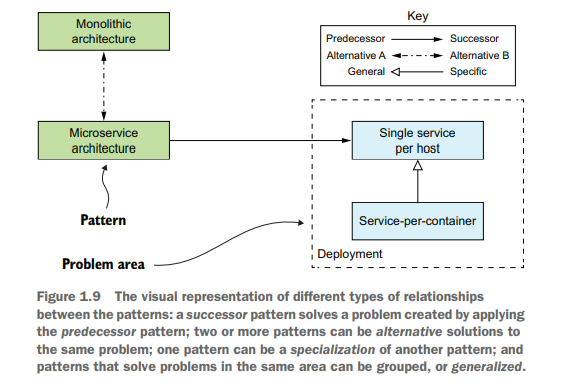 Monolithic
architecture
Key
Predecessor
Successor
Alternative A
Alternative B
General
Specific
Microservice
architecture
Single service
per host
Pattern
Service-per-container
Problem area
Deployment
Figure 1.9 The visual representation of different types of relationships
between the patterns: a successor pattern solves a problem created by applying
the predecessor pattern; two or more patterns can be alternative solutions to
the same problem; one pattern can be a specialization of another pattern; and
patterns that solve problems in the same area can be grouped, or generalized.